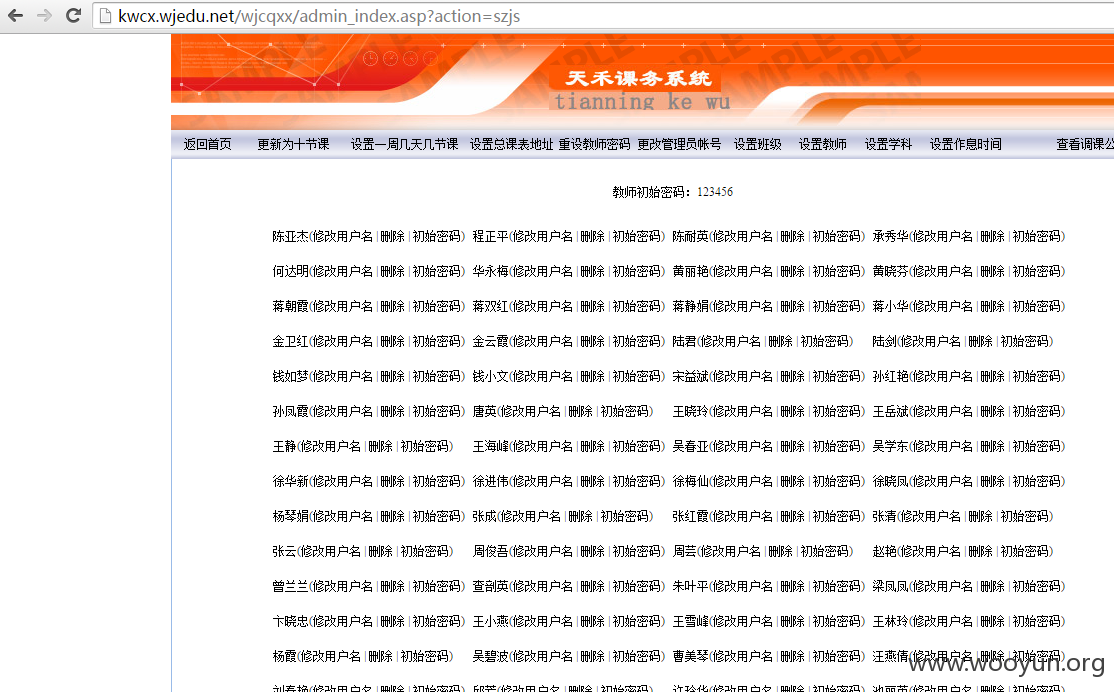 kwcx.wjedu.net/wjcqxx/admin_index.asp?action=szjs
天禾课务系统
tianning ke wu
返回首页 更新为十节课 设置一周几天几节课 设置总课表地址 重设教师密码 更改管理员帐号 设置班级 设置教师 设置学科 设置作息时间 查看调课公
教师初始密码：123456
陈亚杰(修改用户名|删除|初始密码) 程正平(修改用户名|删除|初始密码) 陈耐英(修改用户名|删除|初始密码) 承秀华(修改用户名|删除|初始密码)
何达明(修改用户名|删除|初始密码) 华永梅(修改用户名|删除|初始密码) 黄丽艳(修改用户名|删除|初始密码) 黄晓芬(修改用户名|删除|初始密码)
蒋朝霞(修改用户名|删除|初始密码) 蒋双红(修改用户名|删除|初始密码) 蒋静娟(修改用户名|删除|初始密码) 蒋小华(修改用户名|删除|初始密码)
金卫红(修改用户名|删除|初始密码) 金云霞(修改用户名|删除|初始密码) 陆君(修改用户名|删除|初始密码) 陆剑(修改用户名|删除|初始密码)
钱如梦(修改用户名|删除|初始密码) 钱小文(修改用户名|删除|初始密码) 宋益斌(修改用户名|删除|初始密码) 孙红艳(修改用户名|删除|初始密码)
孙凤霞(修改用户名|删除|初始密码) 唐英(修改用户名|删除|初始密码) 王晓玲(修改用户名|删除|初始密码) 王岳斌(修改用户名|删除|初始密码)
王静(修改用户名|删除|初始密码) 王海峰(修改用户名|删除|初始密码) 吴春亚(修改用户名|删除|初始密码) 吴学东(修改用户名|删除|初始密码)
徐华新(修改用户名|删除|初始密码) 徐进伟(修改用户名|删除|初始密码) 徐梅仙(修改用户名|删除|初始密码) 徐晓凤(修改用户名|删除|初始密码)
杨琴娟(修改用户名|删除|初始密码) 张成(修改用户名|删除|初始密码) 张红霞(修改用户名|删除|初始密码) 张清(修改用户名|删除|初始密码)
张云(修改用户名|删除|初始密码) 周俊吾(修改用户名|删除|初始密码) 周芸(修改用户名|删除|初始密码) 赵艳(修改用户名|删除|初始密码)
曾兰兰(修改用户名|删除|初始密码) 查剖英(修改用户名|删除|初始密码) 朱叶平(修改用户名|删除|初始密码) 梁凤凤(修改用户名|删除|初始密码)
卞晓忠(修改用户名|删除|初始密码) 王小燕(修改用户名|删除|初始密码) 王雪峰(修改用户名|删除|初始密码) 王林玲(修改用户名|删除|初始密码)
杨霞(修改用户名|删除|初始密码) 吴碧波(修改用户名|删除|初始密码) 曹美琴(修改用户名|删除|初始密码) 汪燕倩(修改用户名|删除|初始密码)
www.wooyun.org